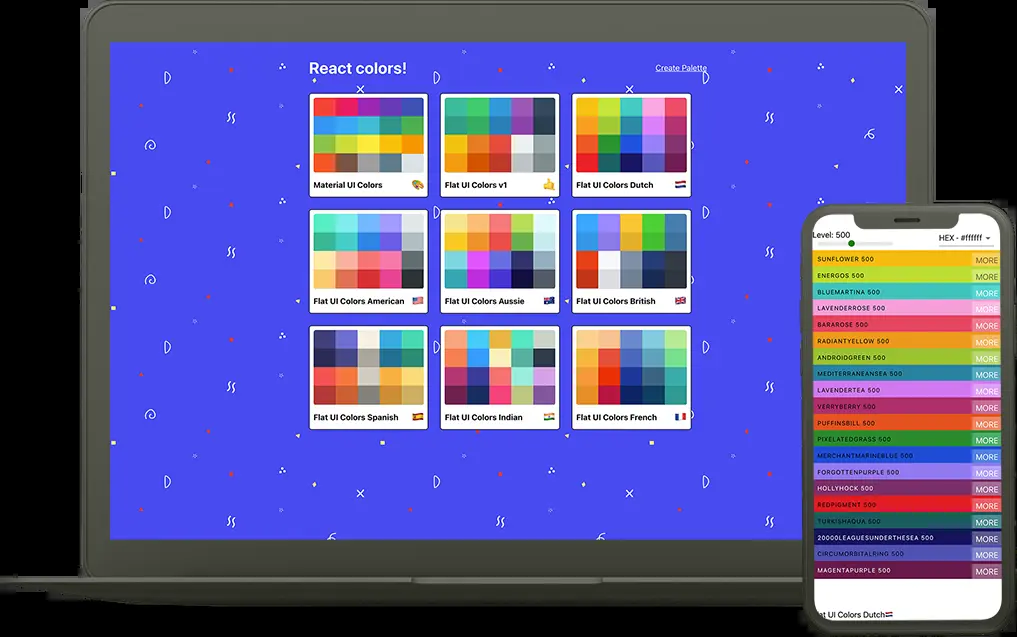 React colors!
Create Palette
Material UI Colors
Flat UI Colors v1
Flat UI Colors Dutch
Flat UI Colors American
Flat UI Colors Aussie
Flat UI Colors British
Flat UI Colors Spanish
Flat UI Colors Indian
Flat UI Colors French
Level: 500
HEX - #ffffff
SUNFLOWER 500 MORE
ENERGOS 500 MORE
BLUEMARTINA 500 MORE
LAVENDERROSE 500 MORE
BARAROSE 500 MORE
RADIANTYELLOW 500 MORE
ANDROIDGREEN 500 MORE
MEDITERRANEANSEA 500 MORE
LAVENDERTEA 500 MORE
VERRYBERRY 500 MORE
PUFFINSBILL 500 MORE
PIXELATEDGRASS 500 MORE
MERCHANTMARINEBLUE 500 MORE
FORGOTTENPURPLE 500 MORE
HOLLYHOCK 500 MORE
REDPIGMENT 500 MORE
TURKISHAQUA 500 MORE
20000LEAGUESUNDERTHESEA 500 MORE
CIRCUMORBITALRING 500 MORE
MAGENTAPURPLE 500 MORE
lat UI Colors Dutch